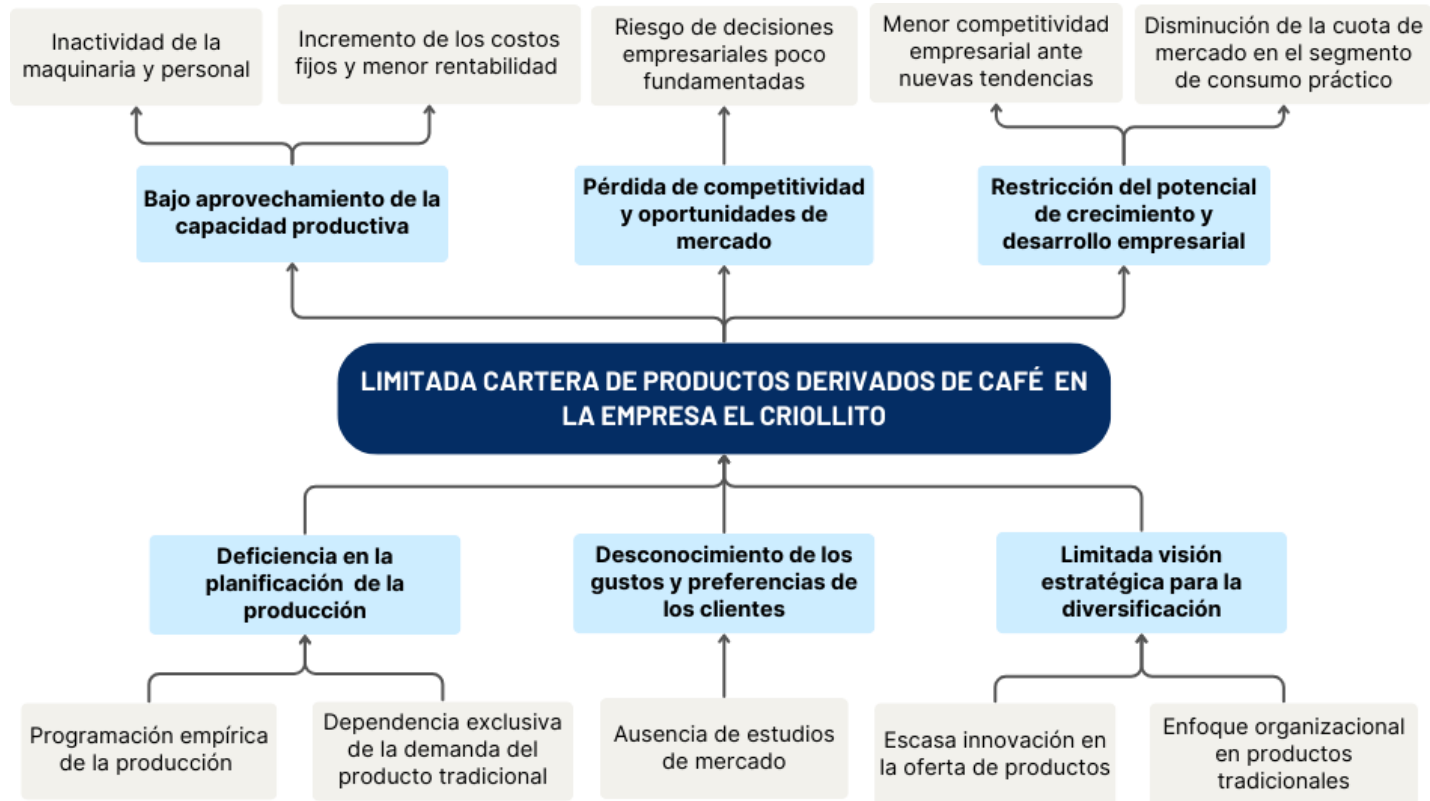 Inactividad de la
maquinaria y personal
Incremento de los costos
fijos y menor rentabilidad
Riesgo de decisiones
empresariales poco
fundamentadas
Menor competitividad
empresarial ante
nuevas tendencias
Disminución de la cuota de
mercado en el segmento
de consumo práctico
Bajo aprovechamiento de la
capacidad productiva
Pérdida de competitividad
y oportunidades de
mercado
Restricción del potencial
de crecimiento y
desarrollo empresarial
LIMITADA CARTERA DE PRODUCTOS DERIVADOS DE CAFÉ EN
LA EMPRESA EL CRIOLLITO
Deficiencia en la
planificación de la
producción
Desconocimiento de los
gustos y preferencias de
los clientes
Limitada visión
estratégica para la
diversificación
Programación empírica
de la producción
Dependencia exclusiva
de la demanda del
producto tradicional
Ausencia de estudios
de mercado
Escasa innovación en
la oferta de productos
Enfoque organizacional
en productos
tradicionales